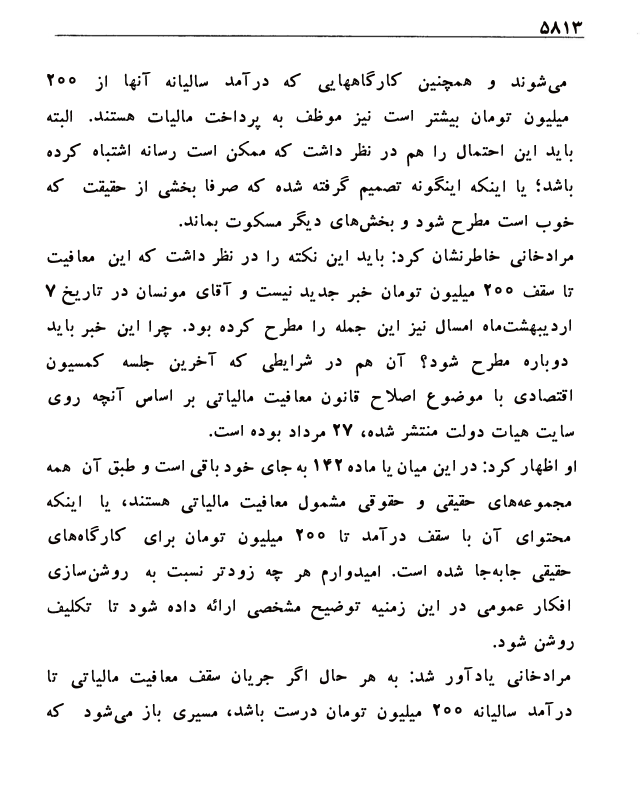 ۵۸۱۳
می‌شوند و همچنین کارگاههایی که درآمد سالیانه آنها از ۲۰۰
میلیون تومان بیشتر است نیز موظف به پرداخت مالیات هستند. البته
باید این احتمال را هم در نظر داشت که ممکن است رسانه اشتباه کرده
باشد؛ یا اینکه اینگونه تصمیم گرفته شده که صرفا بخشی از حقیقت که
خوب است مطرح شود و بخش‌های دیگر مسکوت بماند.
مرادخانی خاطرنشان کرد: باید این نکته را در نظر داشت که این معافیت
تا سقف ۲۰۰ میلیون تومان خبر جدید نیست و آقای مونسان در تاریخ ۷
اردیبهشت‌ماه امسال نیز این جمله را مطرح کرده بود. چرا این خبر باید
دوباره مطرح شود؟ آن هم در شرایطی که آخرین جلسه کمسیون
اقتصادی با موضوع اصلاح قانون معافیت مالیاتی بر اساس آنچه روی
سایت هیات دولت منتشر شده، ۲۷ مرداد بوده است.
او اظهار کرد: در این میان یا ماده ۱۴۲ به جای خود باقی است و طبق آن همه
مجموعه‌های حقیقی و حقوقی مشمول معافیت مالیاتی هستند، یا اینکه
محتوای آن با سقف درآمد تا ۲۰۰ میلیون تومان برای کارگاه‌های
حقیقی جابه‌جا شده است. امیدوارم هر چه زودتر نسبت به روشن‌سازی
افکار عمومی در این زمنیه توضیح مشخصی ارائه داده شود تا تکلیف
روشن شود.
مرادخانی یادآور شد: به هر حال اگر جریان سقف معافیت مالیاتی تا
درآمد سالیانه ۲۰۰ میلیون تومان درست باشد، مسیری باز می‌شود که